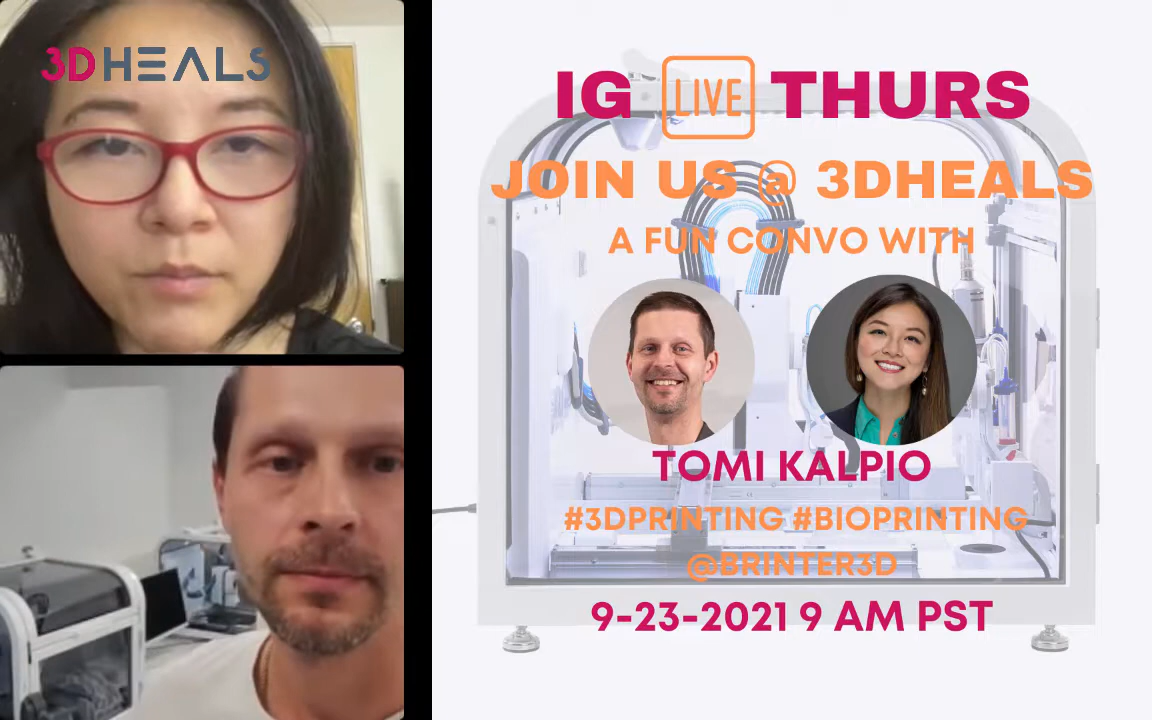 3DHEALS
IG LIVE THURS
JOIN US @ 3DHEALS
A FUN CONVO WITH
TOMI KALPIO
#3DPRINTING #BIOPRINTING
@BRINTER3D
9-23-2021 9 AM PST